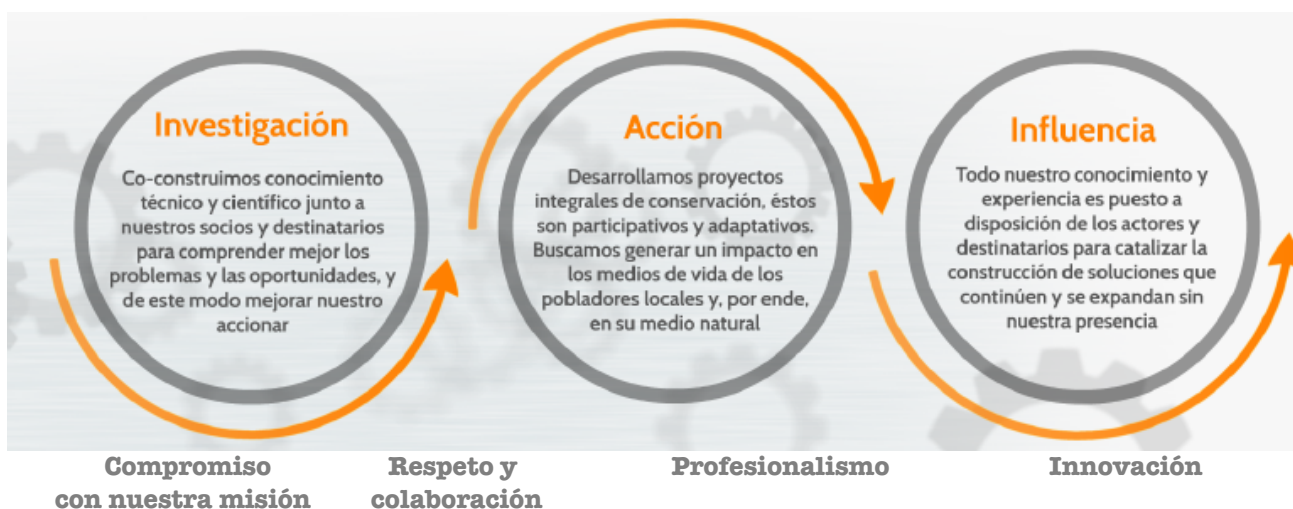 Investigación
Co-construimos conocimiento
técnico y científico junto a
nuestros socios y destinatarios
para comprender mejor los
problemas y las oportunidades, y
de este modo mejorar nuestro
accionar
Acción
Desarrollamos proyectos
integrales de conservación, éstos
son participativos y adaptativos.
Buscamos generar un impacto en
los medios de vida de los
pobladores locales y, por ende,
en su medio natural
Influencia
Todo nuestro conocimiento y
experiencia es puesto a
disposición de los actores y
destinatarios para catalizar la
construcción de soluciones que
continúen y se expandan sin
nuestra presencia
Compromiso
con nuestra misión
Respeto y
colaboración
Profesionalismo
Innovación